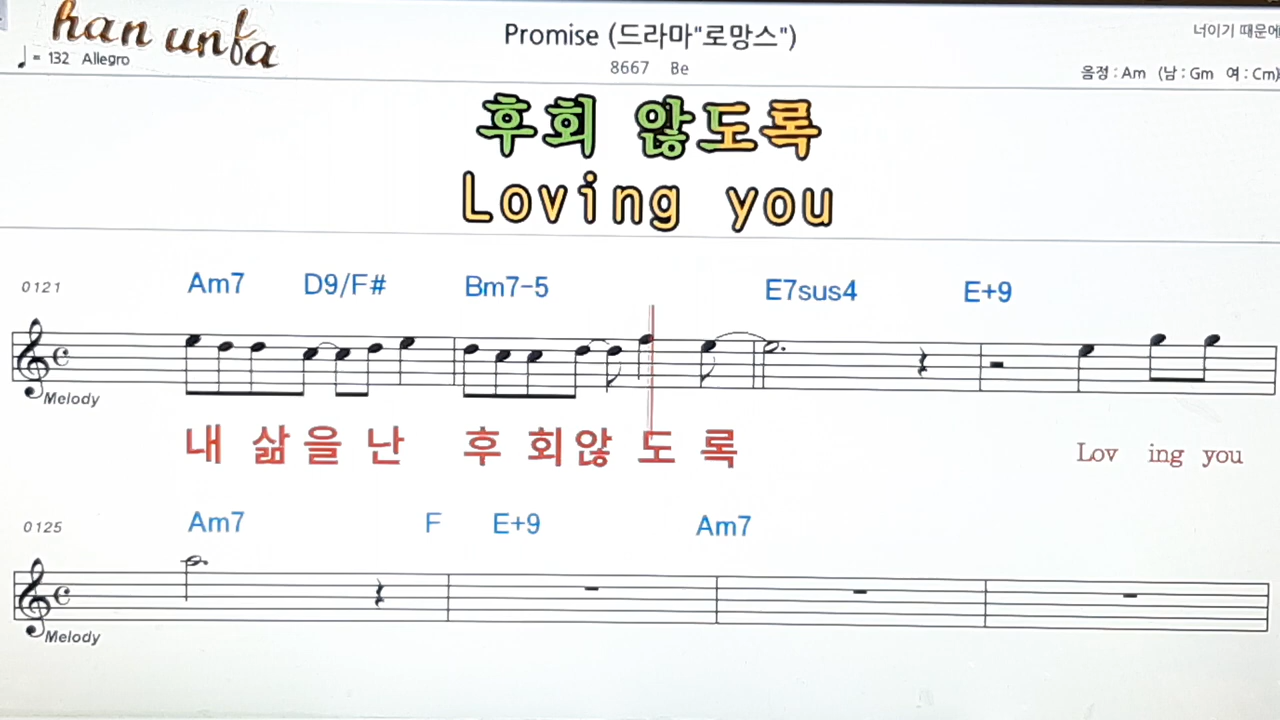 han unfa
♩ = 132 Allegro
Promise (드라마"로망스")
8667 Be
너이기 때문에
음정 : Am (남 : Gm 여 : Cm)
후회 않도록
Loving you
0121
Am7 D9/F# Bm7-5 E7sus4 E+9
Melody
내 삶을 난 후 회않 도 록 Lov ing you
0125
Am7 F E+9 Am7
Melody